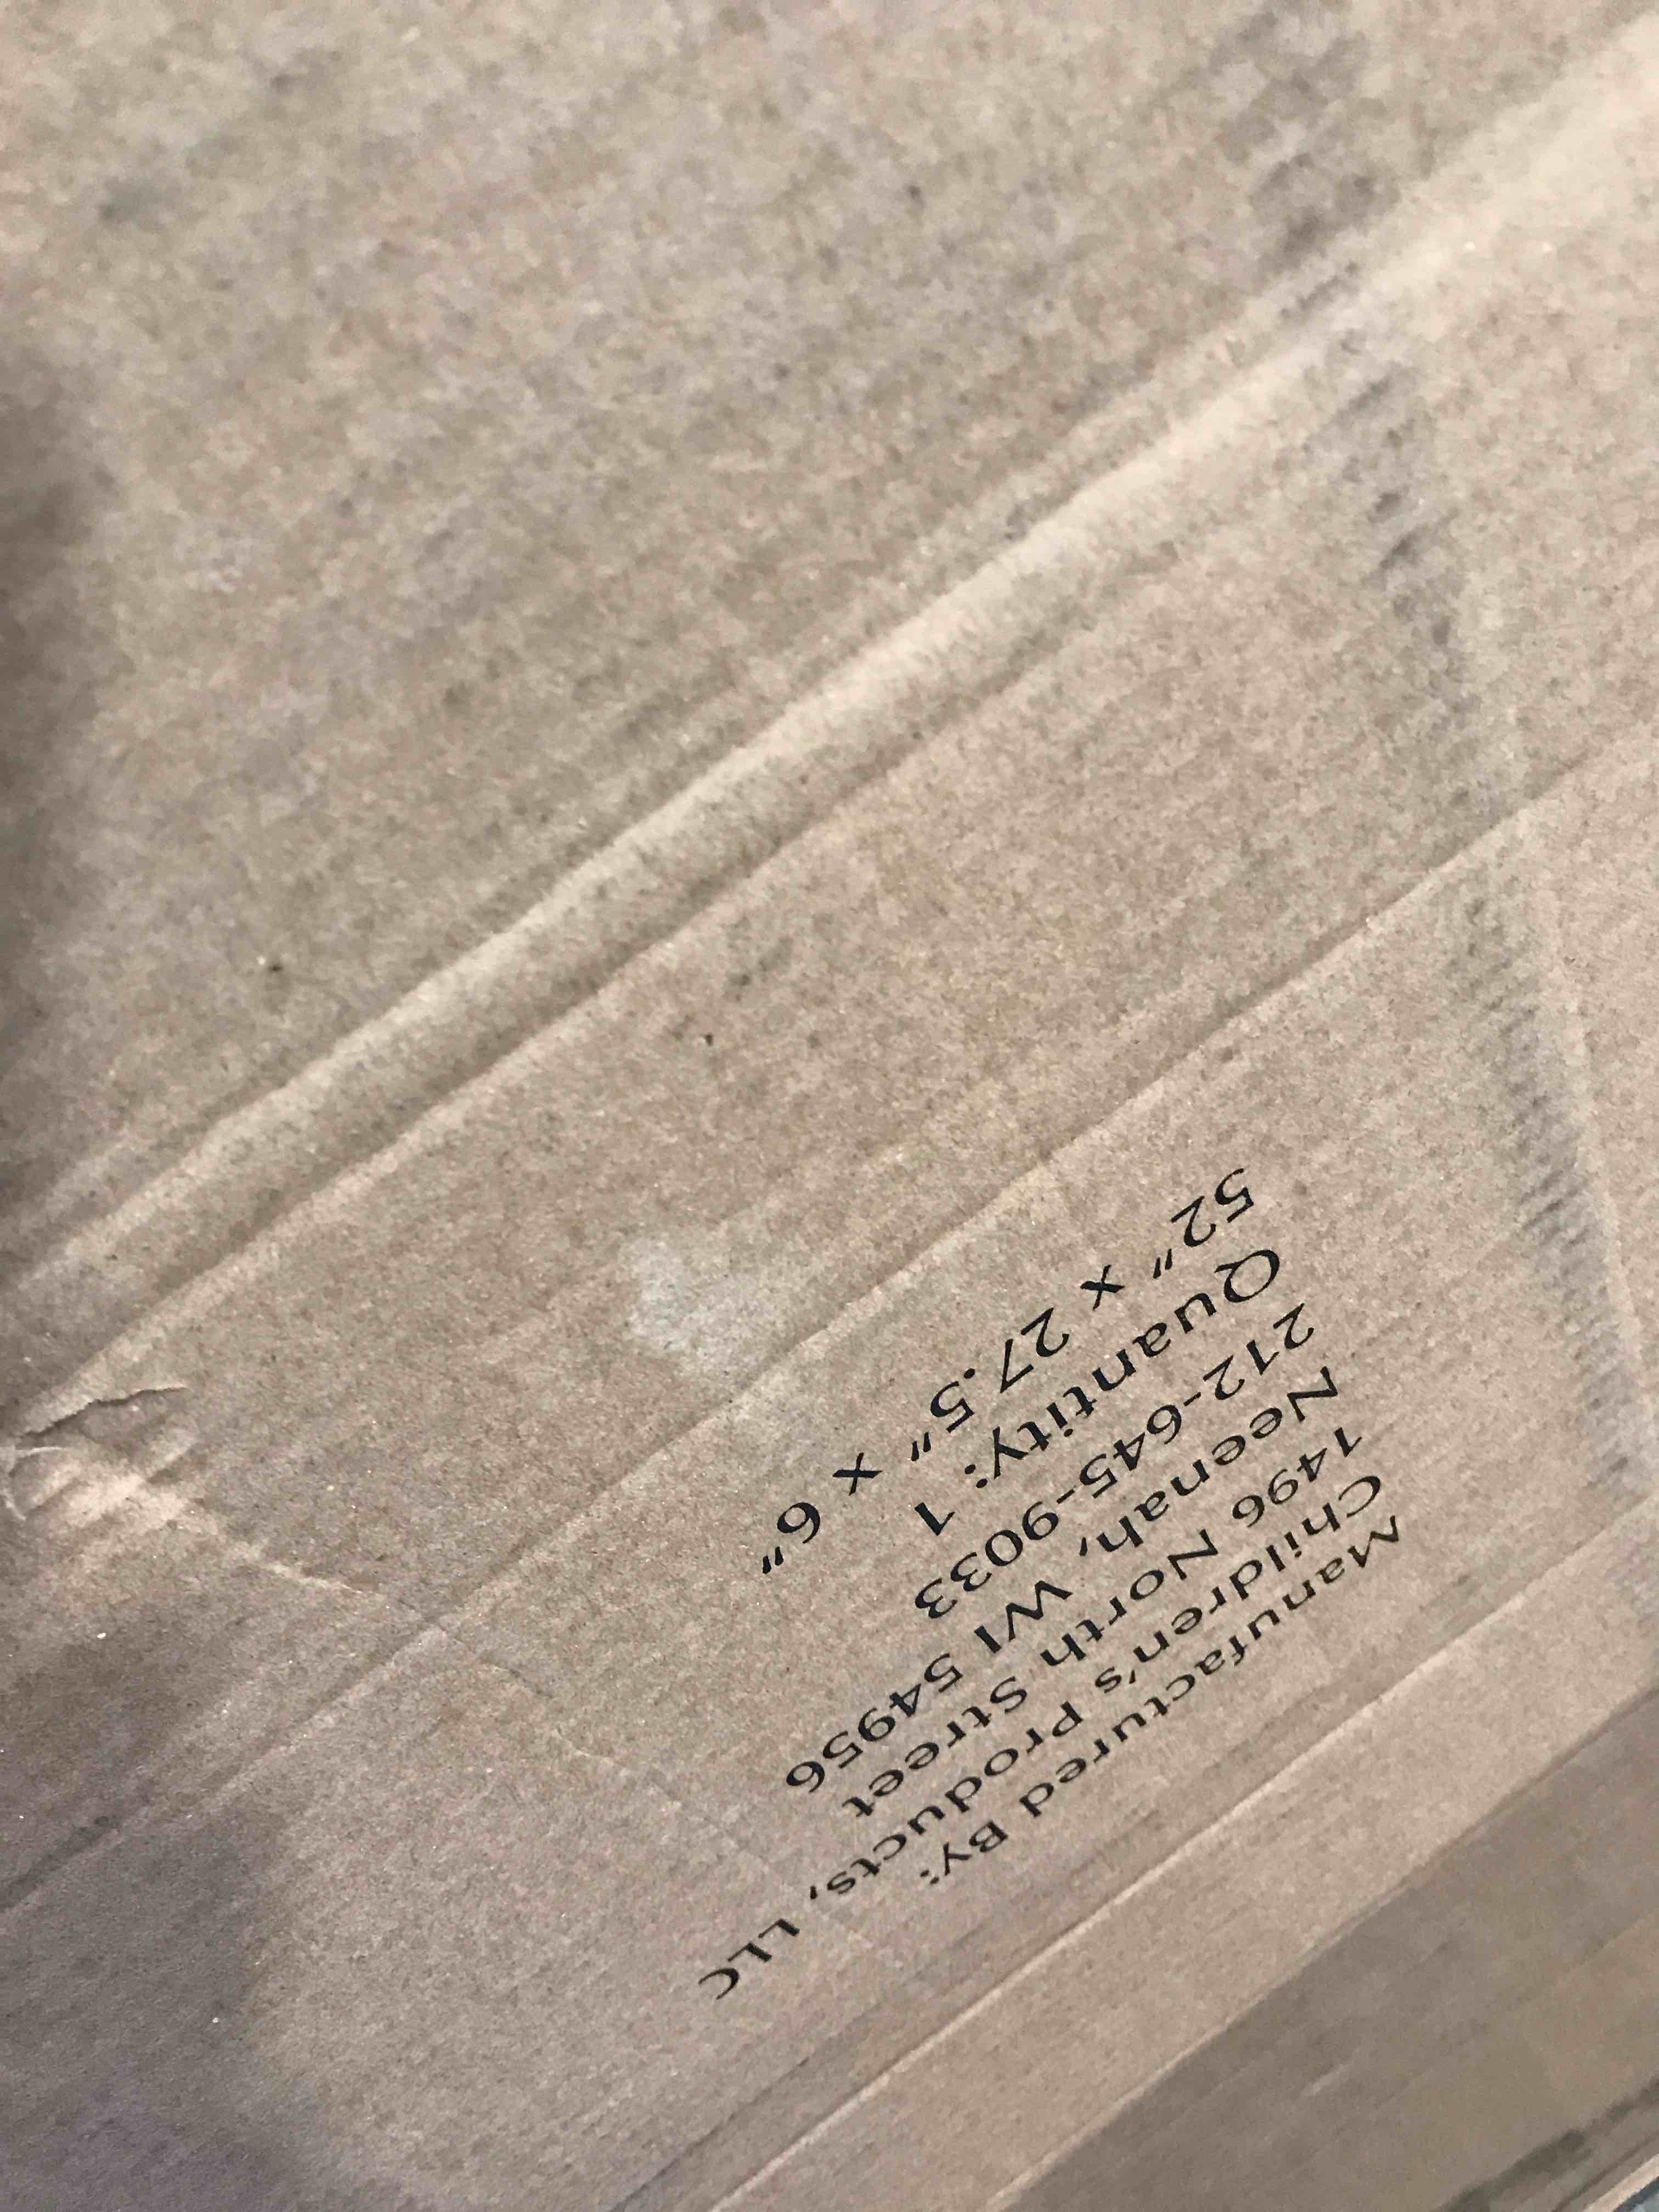 Manufactured By:
Children's Products, LLC
1496 North Street
Neenah, WI 54956
212-645-9033
Quantity: 1
52" x 27.5" x 6"